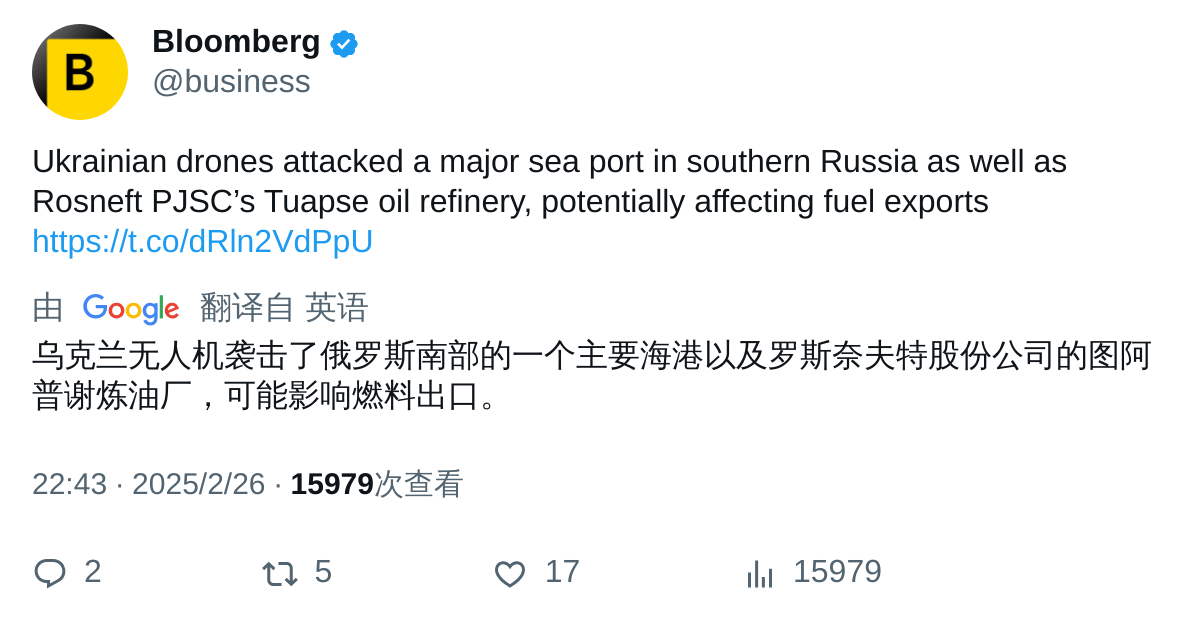 B
Bloomberg
@business
Ukrainian drones attacked a major sea port in southern Russia as well as
Rosneft PJSC’s Tuapse oil refinery, potentially affecting fuel exports
https://t.co/dRln2VdPpU
由 Google 翻译自 英语
乌克兰无人机袭击了俄罗斯南部的一个主要海港以及罗斯奈夫特股份公司的图阿
普谢炼油厂，可能影响燃料出口。
22:43 · 2025/2/26 · 15979次查看
2 5 17 15979